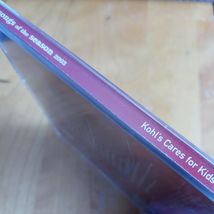 songs of the season 2003
Kohl's Cares for Kids